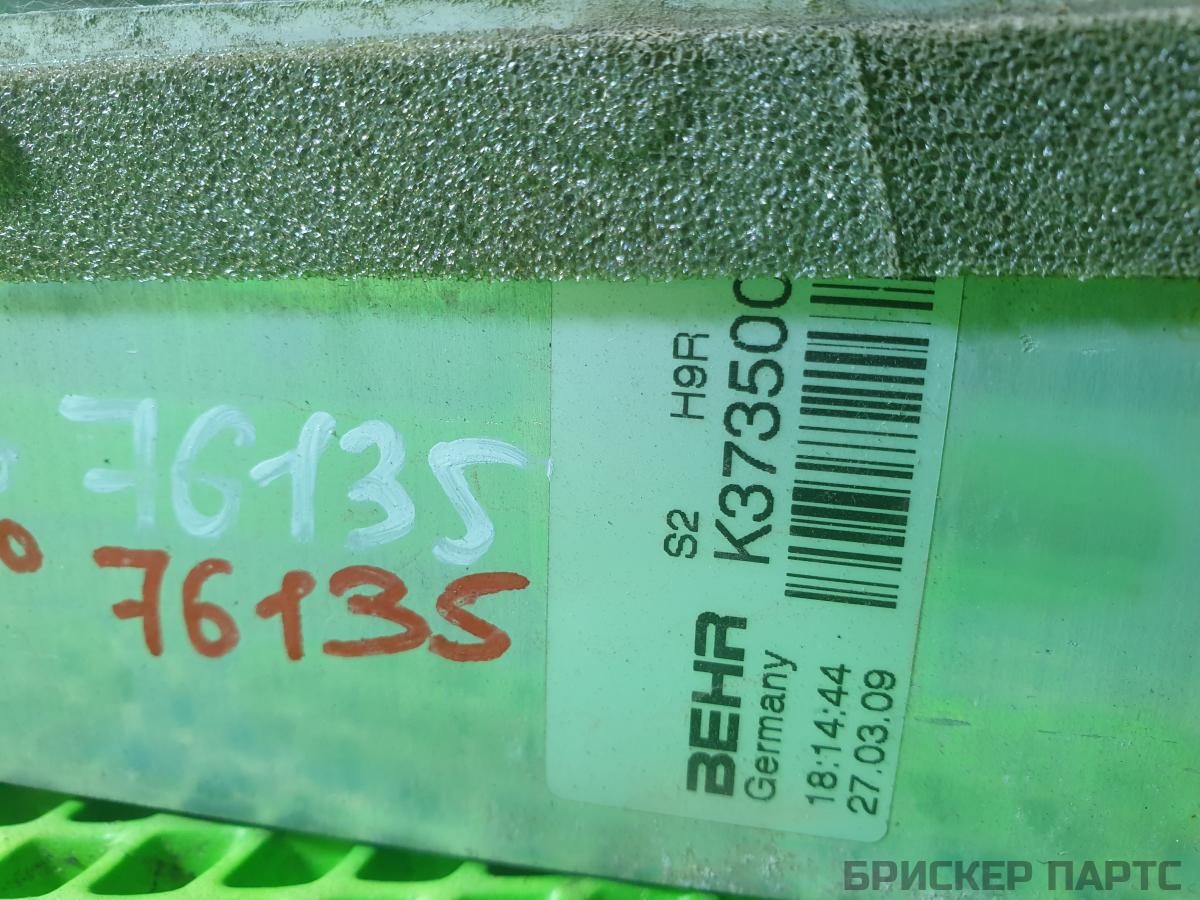 76135
76135
S2 H9R
K373500
BEHR
Germany
18:14:44
27.03.09
БРИСКЕР ПАРТС